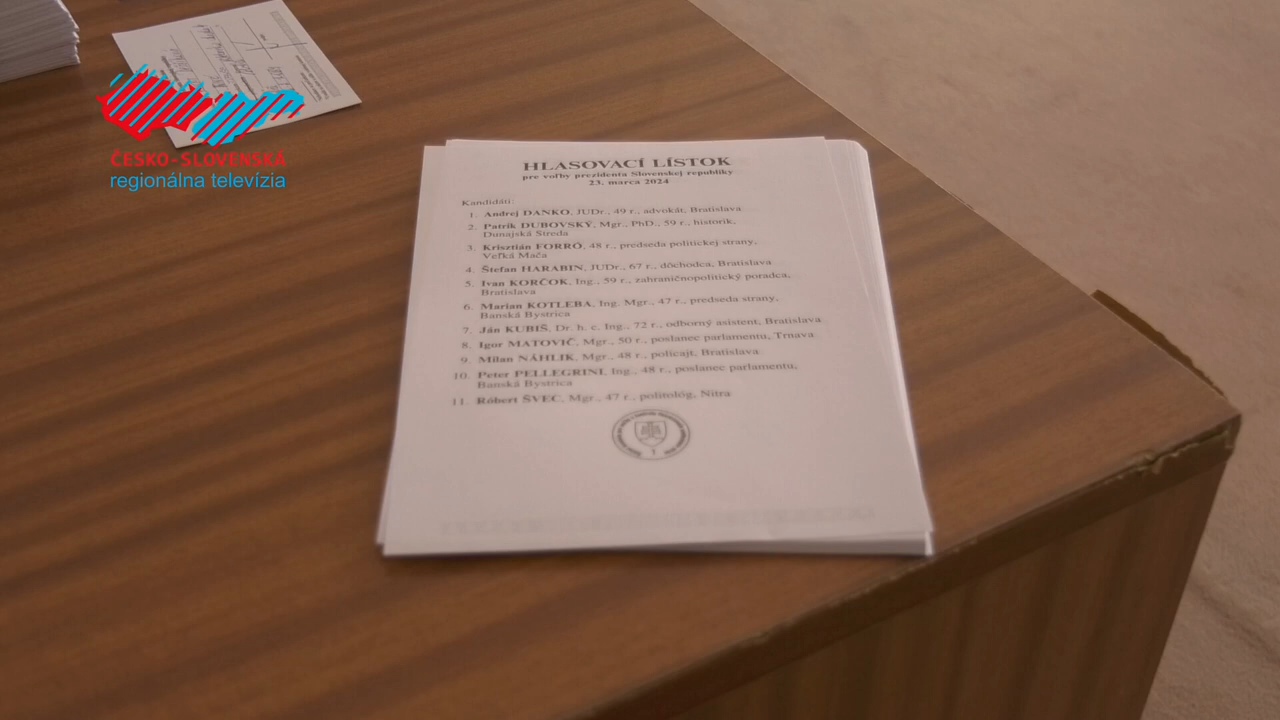 ČESKO-SLOVENSKÁ
regionálna televízia
HLASOVACÍ LÍSTOK
pre voľby prezidenta Slovenskej republiky
23. marca 2024
Kandidáti:
1. Andrej DANKO, JUDr., 49 r., advokát, Bratislava
2. Patrik DUBOVSKÝ, Mgr., PhD., 59 r., historik,
Dunajská Streda
3. Krisztián FORRÓ, 48 r., predseda politickej strany,
Veľká Mača
4. Štefan HARABIN, JUDr., 67 r., dôchodca, Bratislava
5. Ivan KORČOK, Ing., 59 r., zahraničnopolitický poradca,
Bratislava
6. Marian KOTLEBA, Ing. Mgr., 47 r., predseda strany,
Banská Bystrica
7. Ján KUBIŠ, Dr. h. c. Ing., 72 r., odborný asistent, Bratislava
8. Igor MATOVIČ, Mgr., 50 r., poslanec parlamentu, Trnava
9. Milan NÁHLIK, Mgr., 48 r., policajt, Bratislava
10. Peter PELLEGRINI, Ing., 48 r., poslanec parlamentu,
Banská Bystrica
11. Róbert ŠVEC, Mgr., 47 r., politológ, Nitra